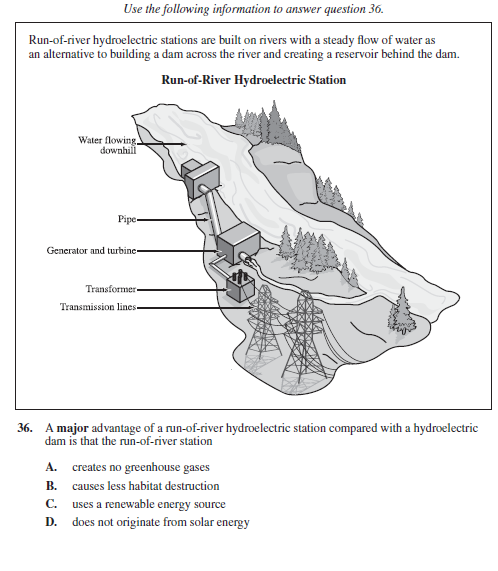 Use the following information to answer question 36.
Run-of-river hydroelectric stations are built on rivers with a steady flow of water as
an alternative to building a dam across the river and creating a reservoir behind the dam.
Run-of-River Hydroelectric Station
Water flowing
downhill
Pipe
Generator and turbine
Transformer
Transmission lines
36. A major advantage of a run-of-river hydroelectric station compared with a hydroelectric
dam is that the run-of-river station
A. creates no greenhouse gases
B. causes less habitat destruction
C. uses a renewable energy source
D. does not originate from solar energy